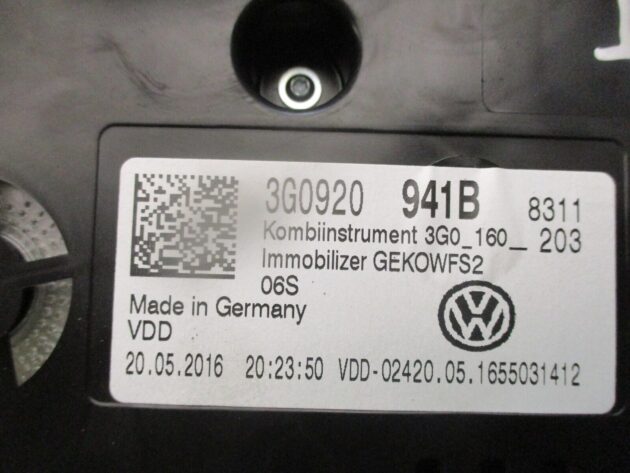 3G0920 941B 8311
Kombiinstrument 3G0_160_ 203
Immobilizer GEKOWFS2
06S
Made in Germany
VDD
20.05.2016 20:23:50 VDD-02420.05.1655031412